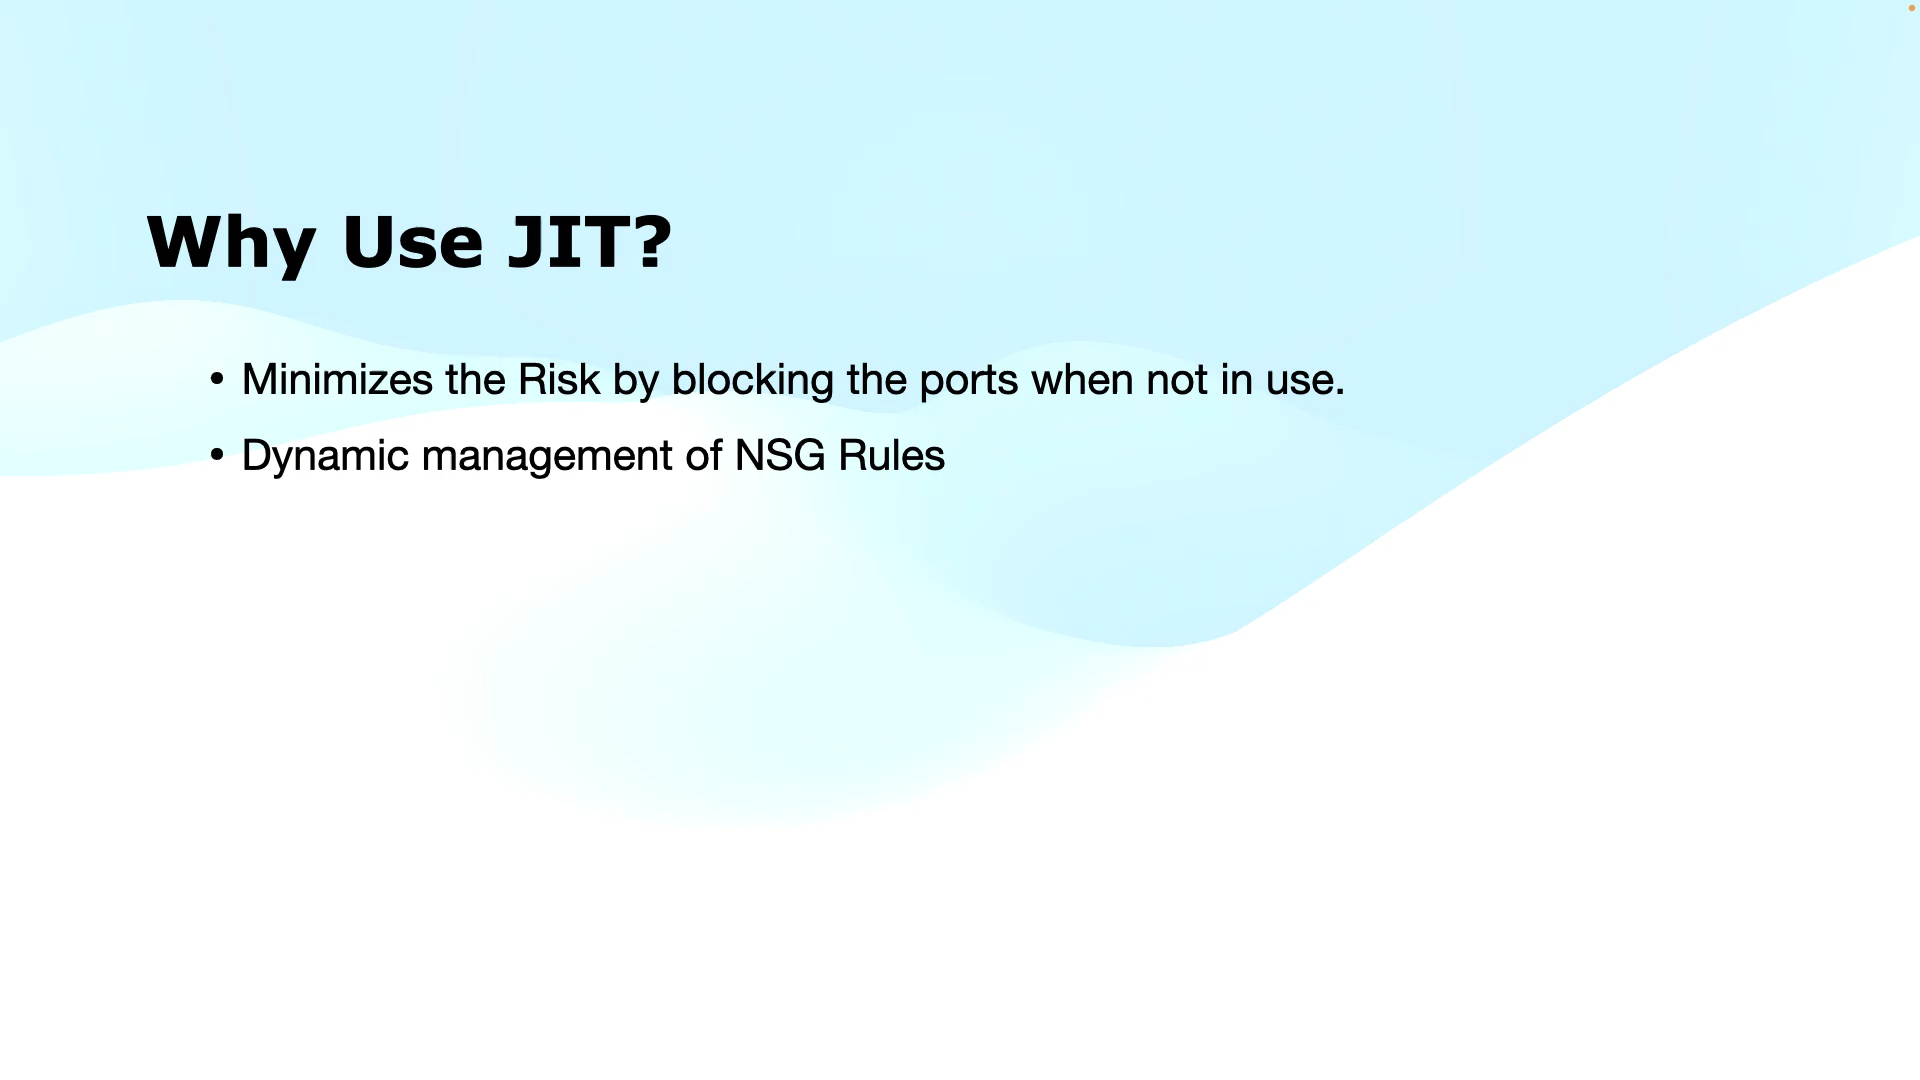 Why Use JIT?
• Minimizes the Risk by blocking the ports when not in use.
• Dynamic management of NSG Rules